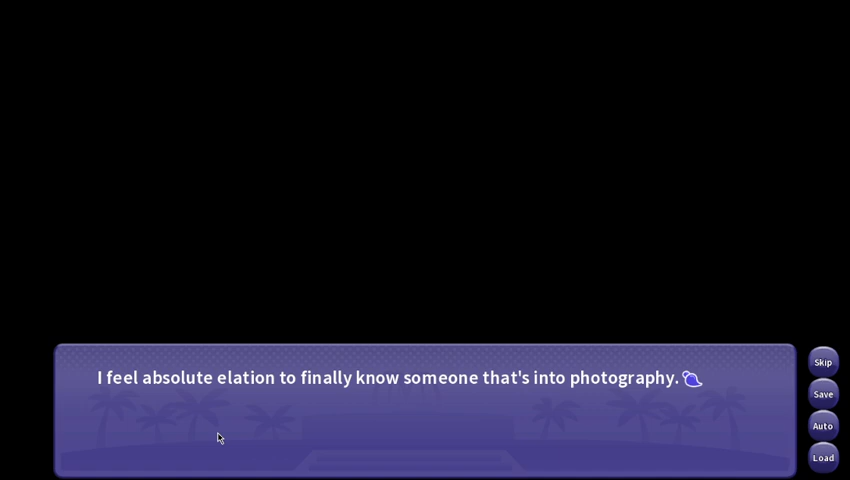 I feel absolute elation to finally know someone that's into photography.
Skip
Save
Auto
Load